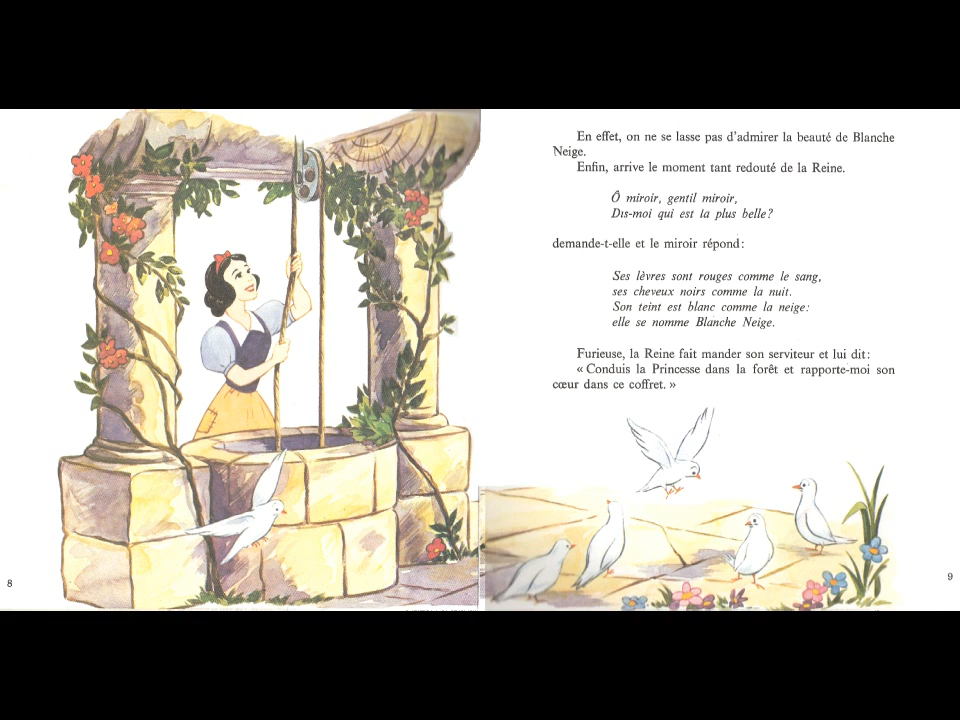 8
En effet, on ne se lasse pas d'admirer la beauté de Blanche
Neige.
Enfin, arrive le moment tant redouté de la Reine.
Ô miroir, gentil miroir,
Dis-moi qui est la plus belle?
demande-t-elle et le miroir répond:
Ses lèvres sont rouges comme le sang,
ses cheveux noirs comme la nuit.
Son teint est blanc comme la neige:
elle se nomme Blanche Neige.
Furieuse, la Reine fait mander son serviteur et lui dit:
« Conduis la Princesse dans la forêt et rapporte-moi son
cœur dans ce coffret. »
9